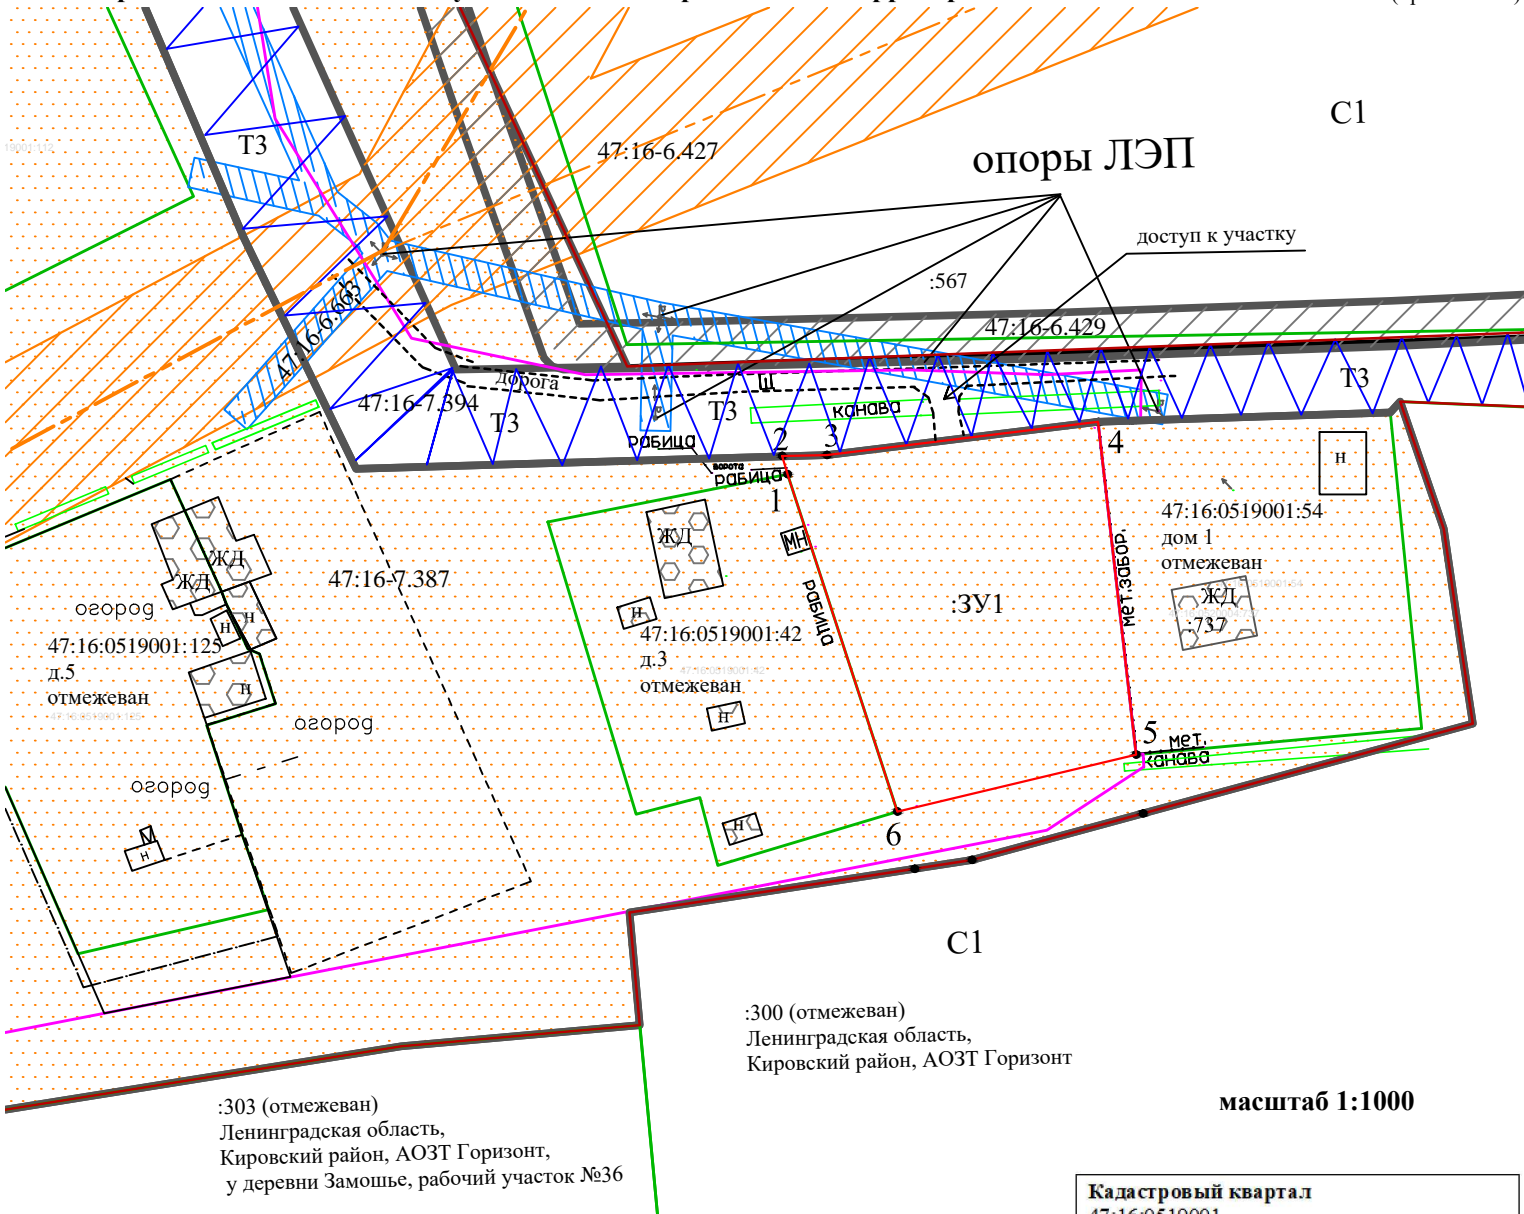 С1
Т3
47:16-6.427
опоры ЛЭП
доступ к участку
:567
47:16-6.663
47:16-6.429
дорога
Ш
Т3
47:16-7.394
Т3
Т3
канава
рабица
2
3
4
ворота
рабица
1
н
47:16:0519001:54
дом 1
отмежеван
ЖД
МН
мет.забор.
ЖД
ЖД
47:16-7.387
рабица
:ЗУ1
ЖД
:737
огород
н
н
н
47:16:0519001:125
д.5
отмежеван
47:16:0519001:42
д.3
отмежеван
н
н
огород
5
мет.
канава
огород
М
н
н
6
С1
:300 (отмежеван)
Ленинградская область,
Кировский район, АОЗТ Горизонт
масштаб 1:1000
:303 (отмежеван)
Ленинградская область,
Кировский район, АОЗТ Горизонт,
у деревни Замошье, рабочий участок №36
Кадастровый квартал